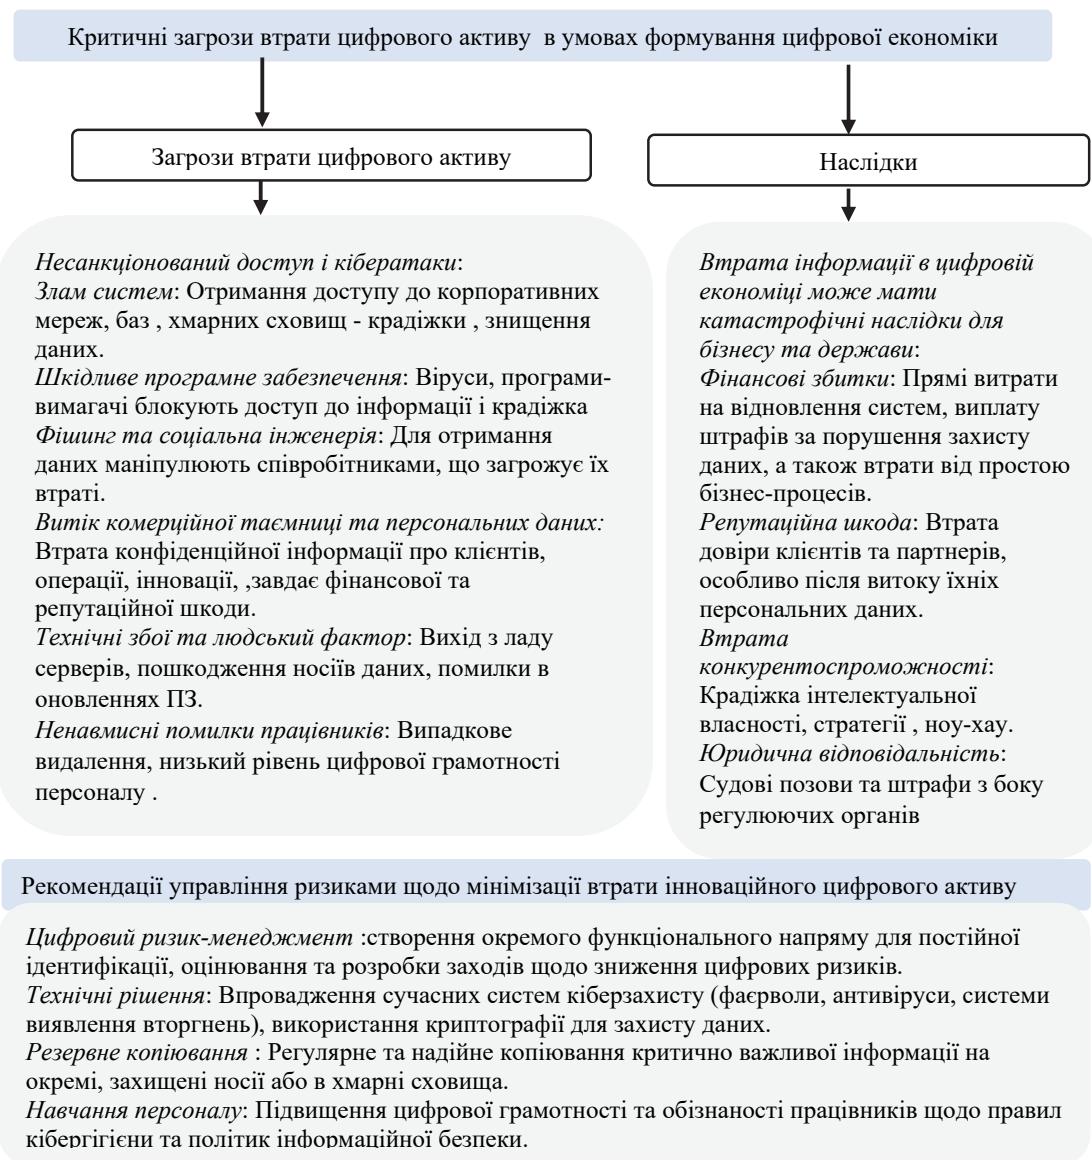 Критичні загрози втрати цифрового активу в умовах формування цифрової економіки
Загрози втрати цифрового активу
Несанкціонований доступ і кібератаки:
Злам систем: Отримання доступу до корпоративних
мереж, баз , хмарних сховищ - крадіжки , знищення
даних.
Шкідливе програмне забезпечення: Віруси, програми-
вимагачі блокують доступ до інформації і крадіжка
Фішинг та соціальна інженерія: Для отримання
даних маніпулюють співробітниками, що загрожує їх
втраті.
Витік комерційної таємниці та персональних даних:
Втрата конфіденційної інформації про клієнтів,
операції, інновації, ,завдає фінансової та
репутаційної шкоди.
Технічні збої та людський фактор: Вихід з ладу
серверів, пошкодження носіїв даних, помилки в
оновленнях ПЗ.
Ненавмисні помилки працівників: Випадкове
видалення, низький рівень цифрової грамотності
персоналу .
Наслідки
Втрата інформації в цифровій
економіці може мати
катастрофічні наслідки для
бізнесу та держави:
Фінансові збитки: Прямі витрати
на відновлення систем, виплату
штрафів за порушення захисту
даних, а також втрати від простою
бізнес-процесів.
Репутаційна шкода: Втрата
довіри клієнтів та партнерів,
особливо після витоку їхніх
персональних даних.
Втрата
конкурентоспроможності:
Крадіжка інтелектуальної
власності, стратегії , ноу-хау.
Юридична відповідальність:
Судові позови та штрафи з боку
регулюючих органів
Рекомендації управління ризиками щодо мінімізації втрати інноваційного цифрового активу
Цифровий ризик-менеджмент :створення окремого функціонального напряму для постійної
ідентифікації, оцінювання та розробки заходів щодо зниження цифрових ризиків.
Технічні рішення: Впровадження сучасних систем кіберзахисту (фаєрволи, антивіруси, системи
виявлення вторгнень), використання криптографії для захисту даних.
Резервне копіювання : Регулярне та надійне копіювання критично важливої інформації на
окремі, захищені носії або в хмарні сховища.
Навчання персоналу: Підвищення цифрової грамотності та обізнаності працівників щодо правил
кібергігієни та політик інформаційної безпеки.